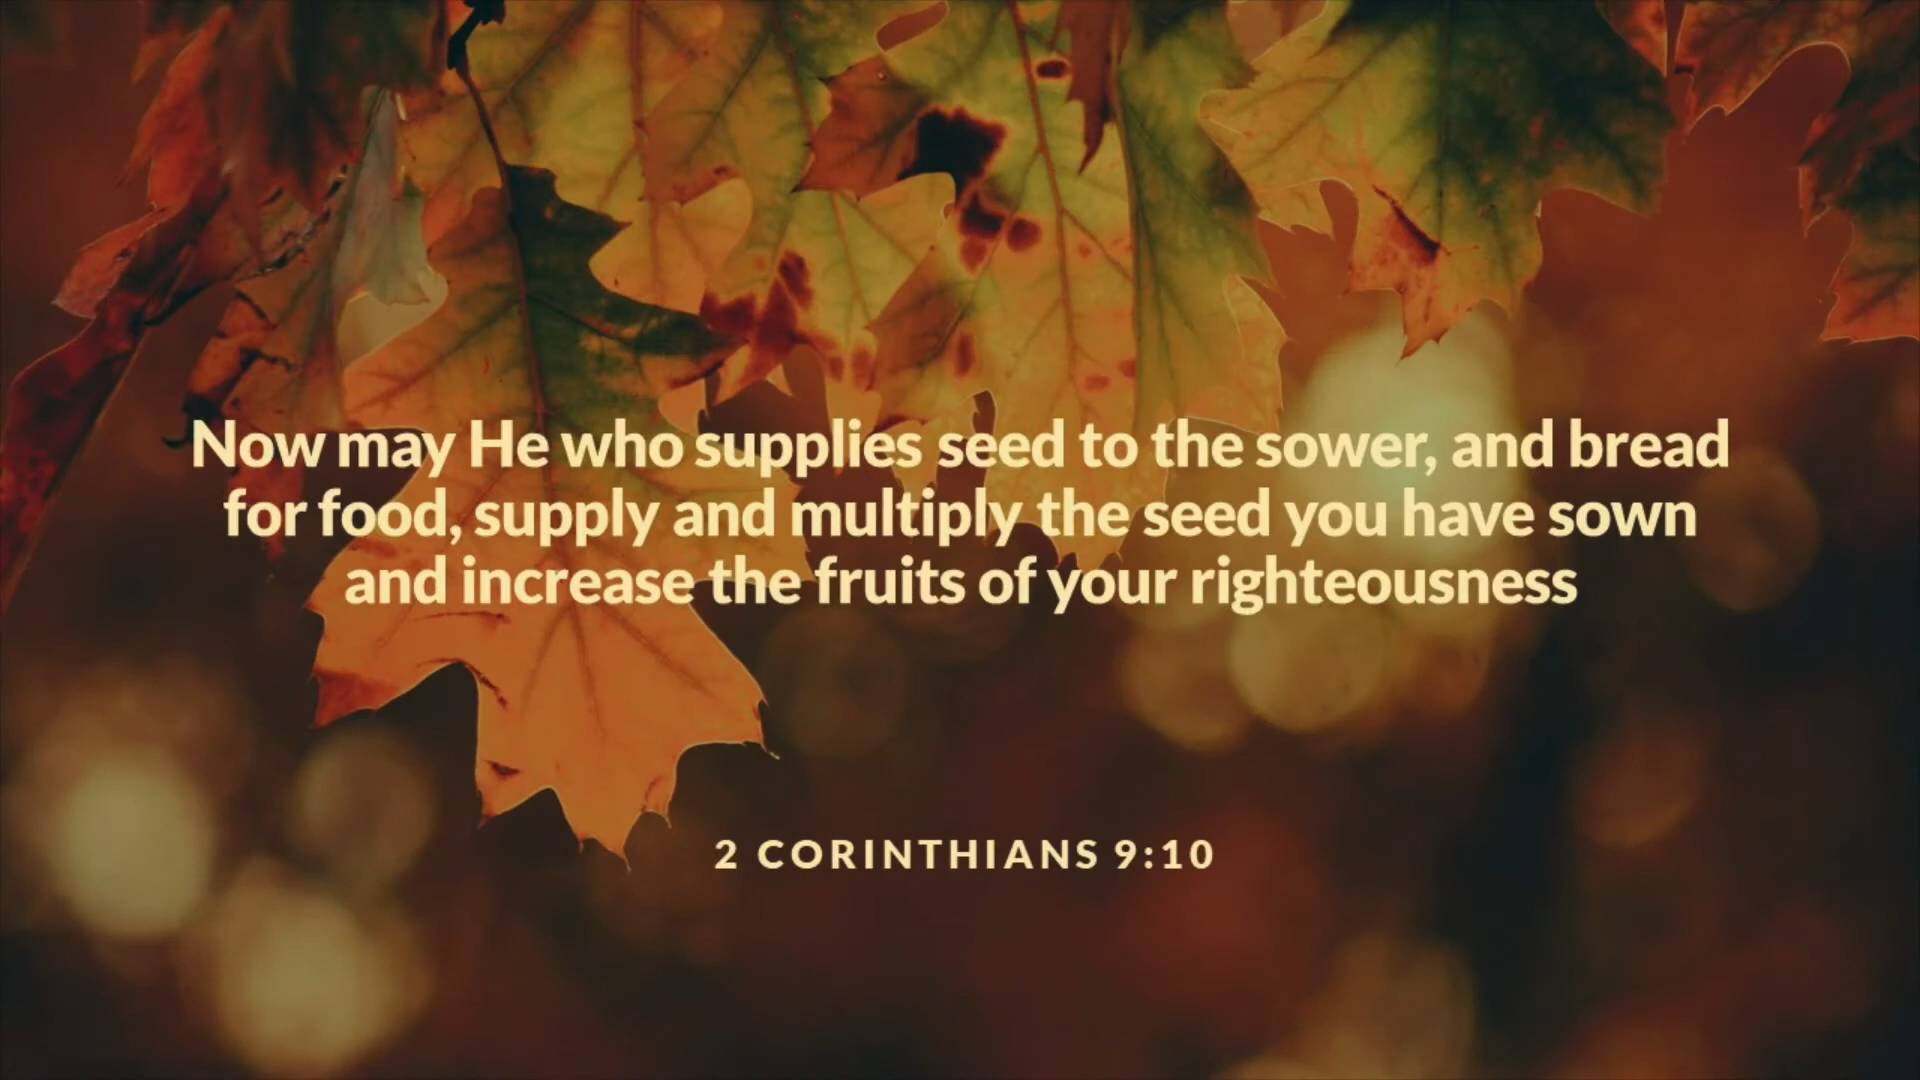 Now may He who supplies seed to the sower, and bread
for food, supply and multiply the seed you have sown
and increase the fruits of your righteousness
2 CORINTHIANS 9:10